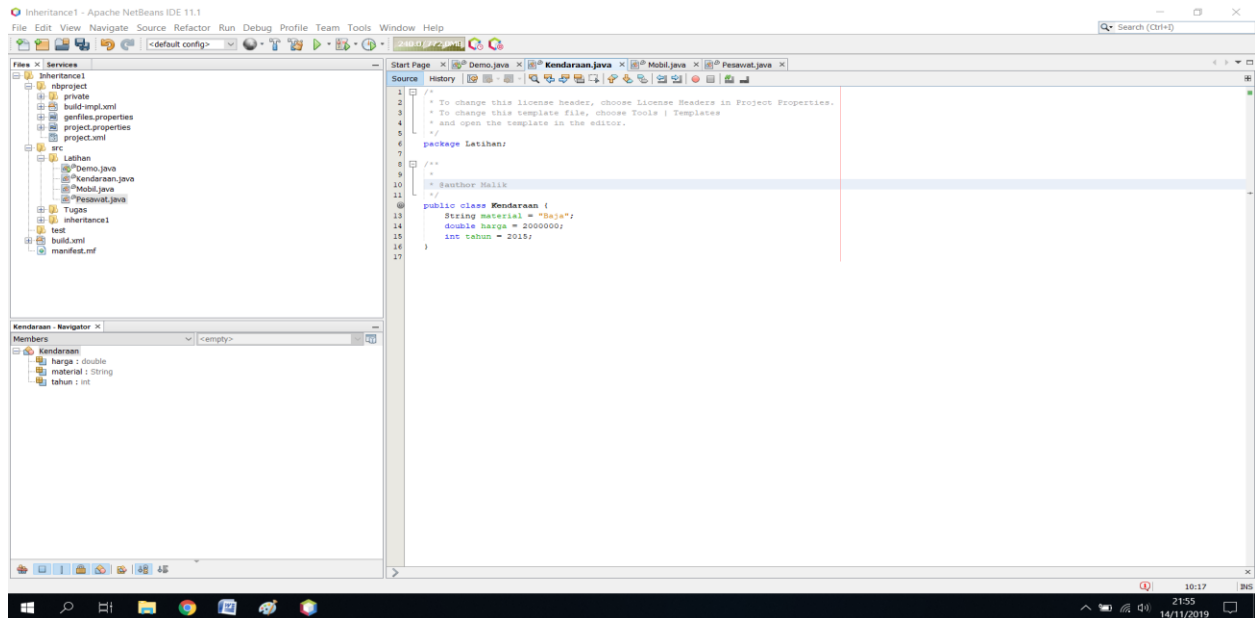 Inheritance1 - Apache NetBeans IDE 11.1
File Edit View Navigate Source Refactor Run Debug Profile Team Tools Window Help
Search (Ctrl+I)
<default config>
Files Services
Inheritance1
nbproject
private
build-impl.xml
genfiles.properties
project.properties
project.xml
src
Latihan
Demo.java
Kendaraan.java
Mobil.java
Pesawat.java
Tugas
inheritance1
test
build.xml
manifest.mf
Kendaraan - Navigator
Members <empty>
Kendaraan
harga : double
material : String
tahun : int
Start Page Demo.java Kendaraan.java Mobil.java Pesawat.java
Source History
1 /*
2 * To change this license header, choose License Headers in Project Properties.
3 * To change this template file, choose Tools | Templates
4 * and open the template in the editor.
5 */
6 package Latihan;
7
8 /**
9 *
10 * @author Malik
11 */
public class Kendaraan {
13 String material = "Baja";
14 double harga = 2000000;
15 int tahun = 2015;
16 }
17
10:17 INS
21:55
14/11/2019